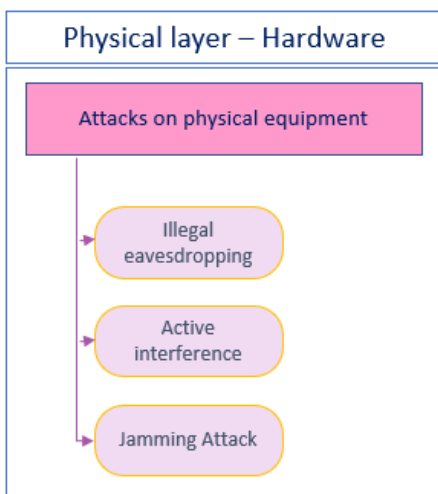 Physical layer – Hardware
Attacks on physical equipment
Illegal
eavesdropping
Active
interference
Jamming Attack